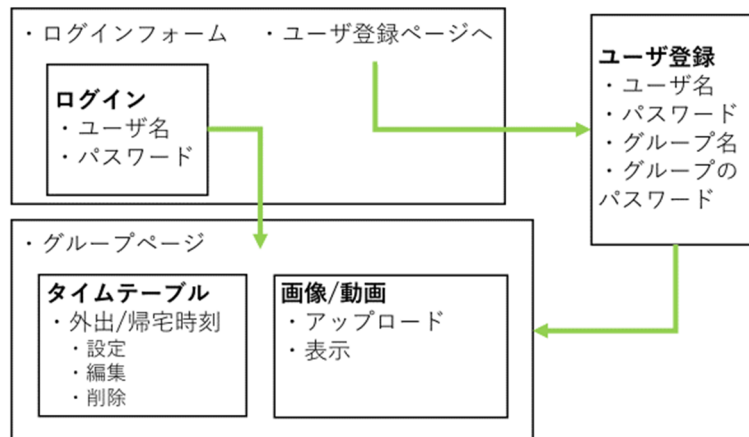 ・ログインフォーム　・ユーザ登録ページへ
ログイン
・ユーザ名
・パスワード
ユーザ登録
・ユーザ名
・パスワード
・グループ名
・グループの
パスワード
・グループページ
タイムテーブル
・外出/帰宅時刻
・設定
・編集
・削除
画像/動画
・アップロード
・表示